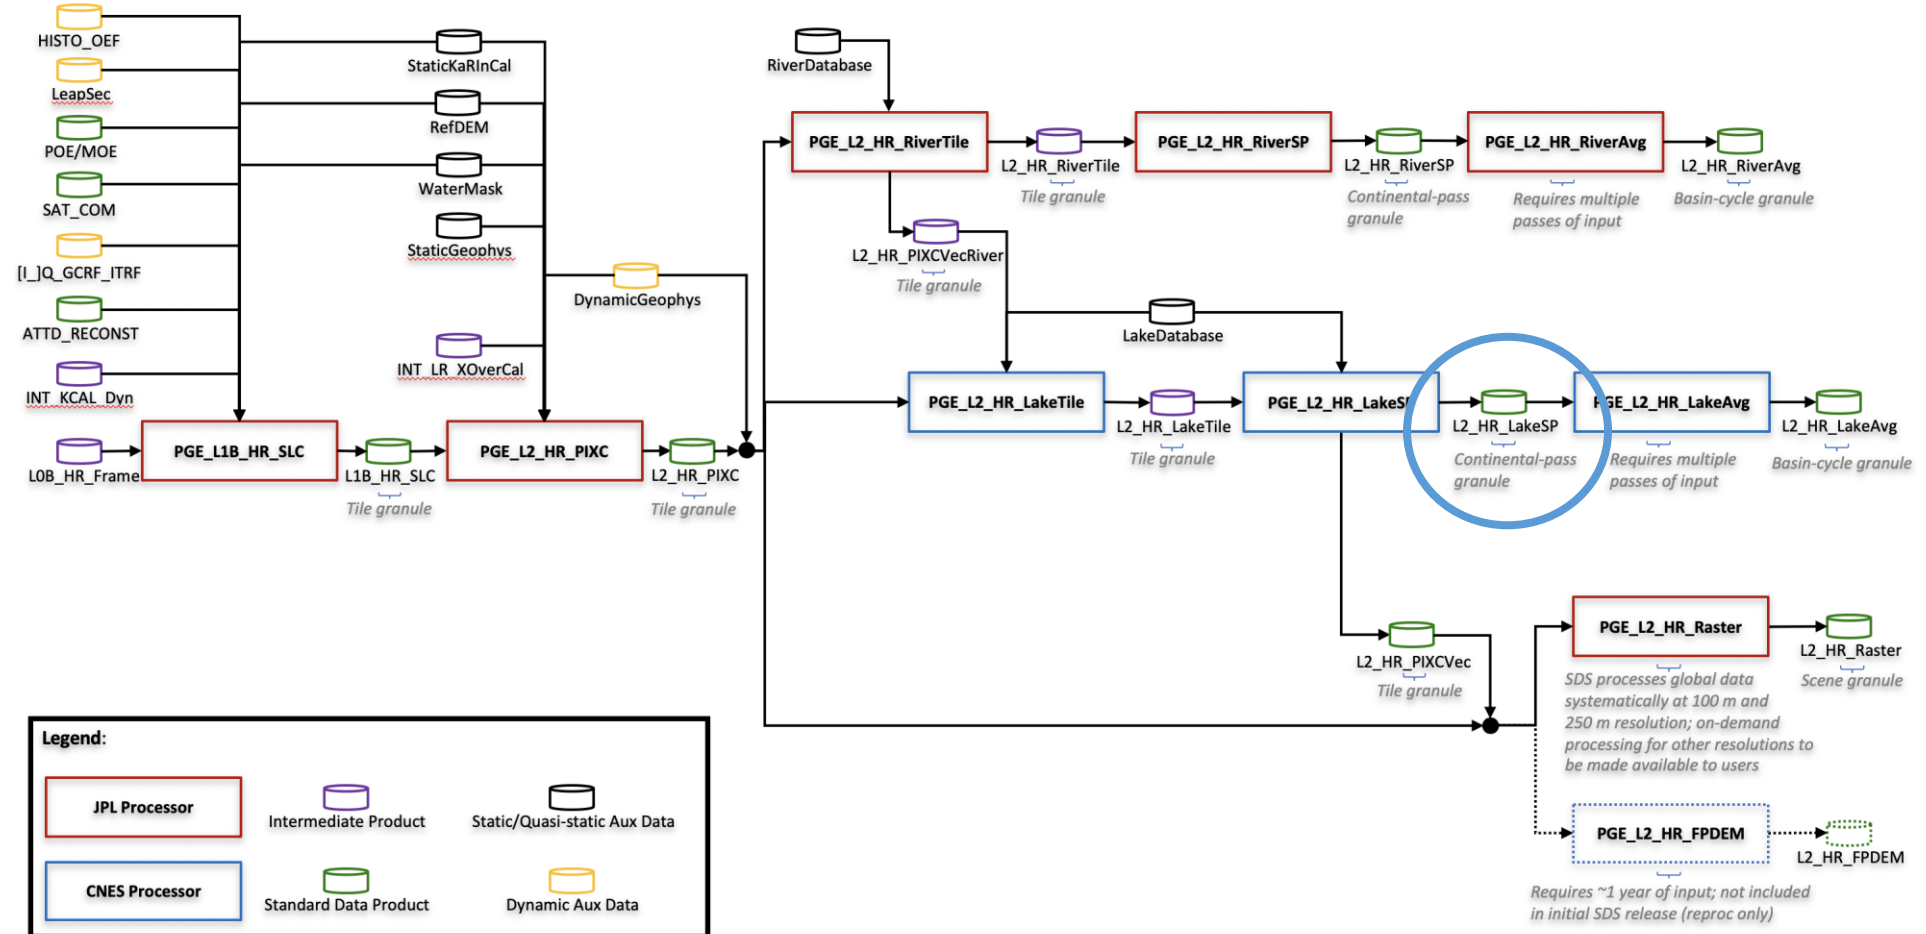 HISTO_OEF
LeapSec
POE/MOE
SAT_COM
[I_]Q_GCRF_ITRF
ATTD_RECONST
INT_KCAL_Dyn
L0B_HR_Frame
PGE_L1B_HR_SLC
L1B_HR_SLC
Tile granule
StaticKaRInCal
RefDEM
WaterMask
StaticGeophys
INT_LR_XOverCal
PGE_L2_HR_PIXC
L2_HR_PIXC
Tile granule
DynamicGeophys
RiverDatabase
PGE_L2_HR_RiverTile
L2_HR_RiverTile
Tile granule
PGE_L2_HR_RiverSP
L2_HR_RiverSP
Continental-pass
granule
PGE_L2_HR_RiverAvg
Requires multiple
passes of input
L2_HR_RiverAvg
Basin-cycle granule
L2_HR_PIXCVecRiver
Tile granule
LakeDatabase
PGE_L2_HR_LakeTile
L2_HR_LakeTile
Tile granule
PGE_L2_HR_LakeSP
L2_HR_LakeSP
Continental-pass
granule
PGE_L2_HR_LakeAvg
Requires multiple
passes of input
L2_HR_LakeAvg
Basin-cycle granule
L2_HR_PIXCVec
Tile granule
PGE_L2_HR_Raster
SDS processes global data
systematically at 100 m and
250 m resolution; on-demand
processing for other resolutions to
be made available to users
L2_HR_Raster
Scene granule
PGE_L2_HR_FPDEM
Requires ~1 year of input; not included
in initial SDS release (reproc only)
L2_HR_FPDEM
Legend:
JPL Processor
Intermediate Product
Static/Quasi-static Aux Data
CNES Processor
Standard Data Product
Dynamic Aux Data